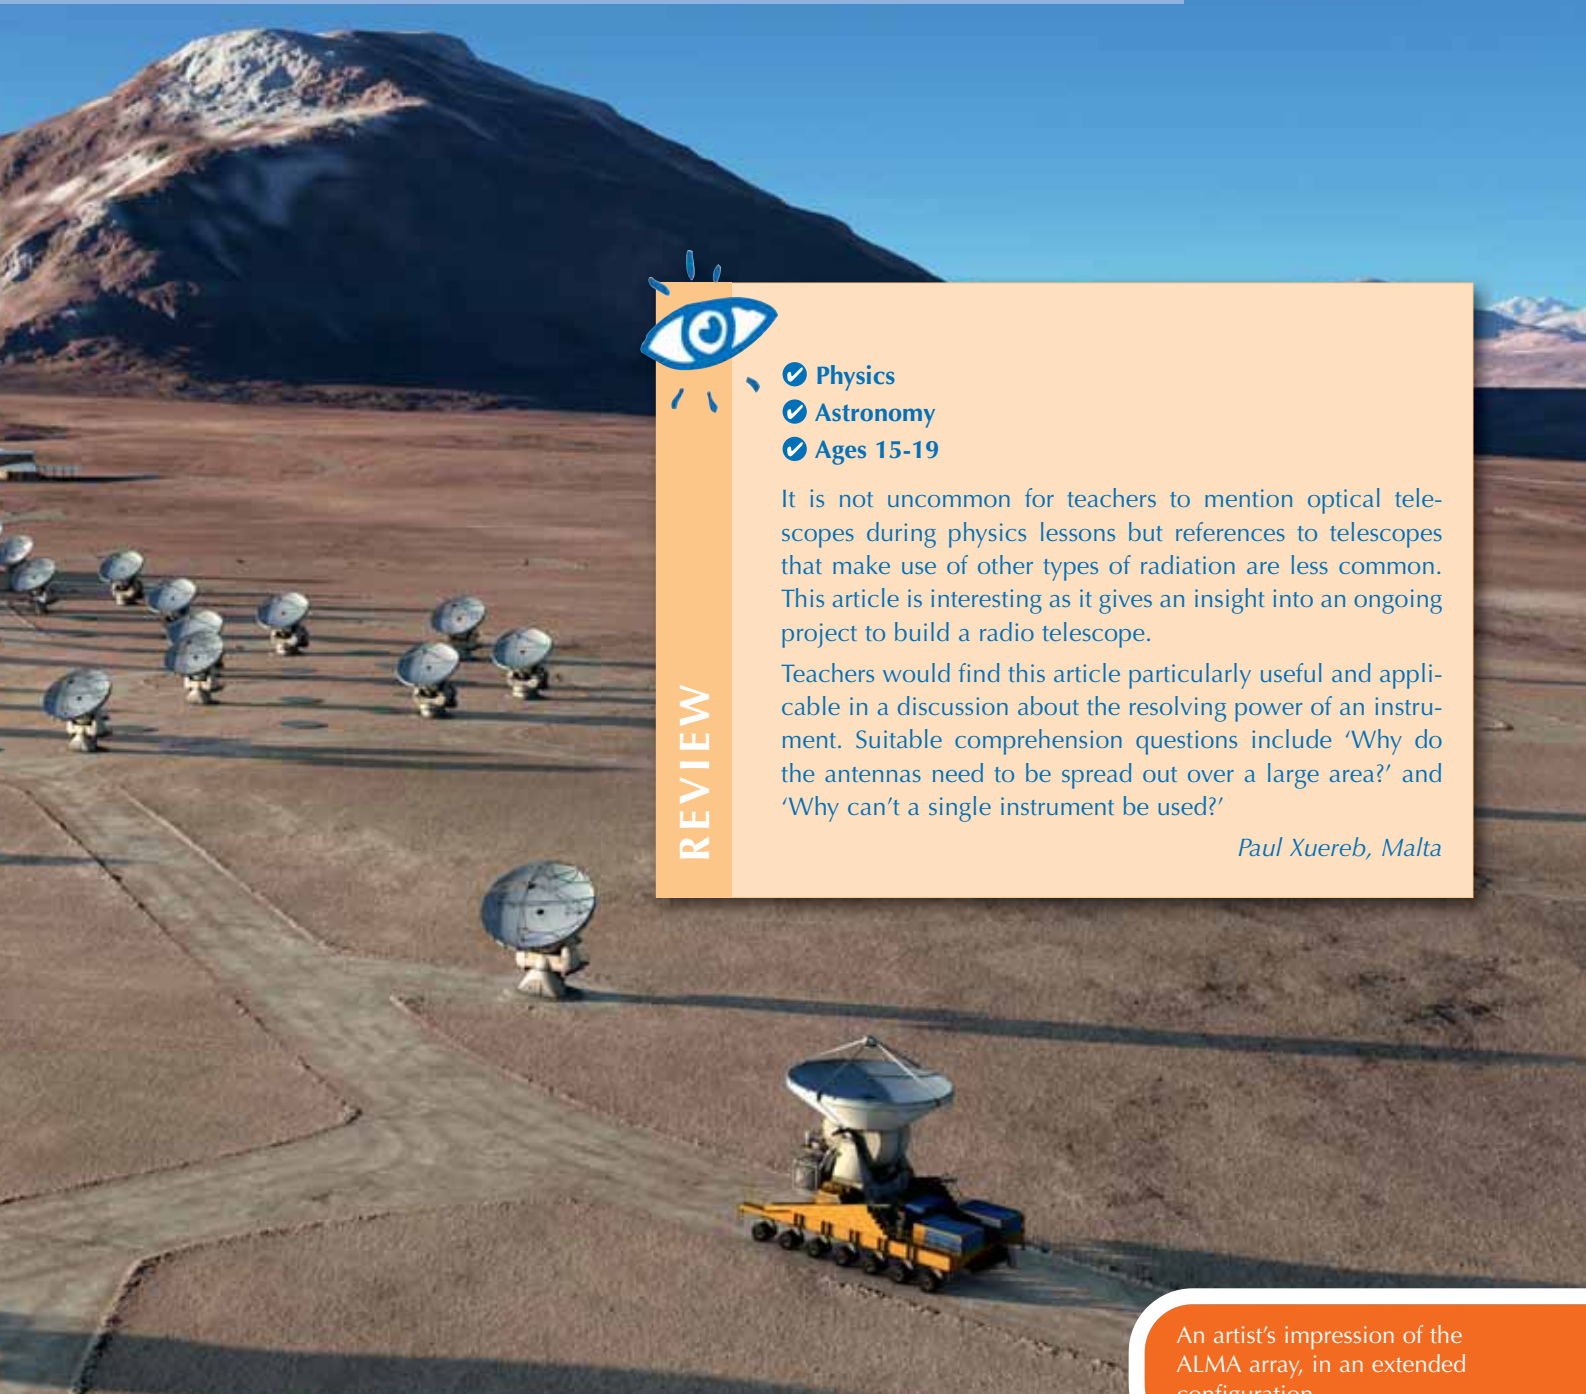 Physics
Astronomy
Ages 15-19
It is not uncommon for teachers to mention optical tele-
scopes during physics lessons but references to telescopes
that make use of other types of radiation are less common.
This article is interesting as it gives an insight into an ongoing
project to build a radio telescope.
Teachers would find this article particularly useful and appli-
cable in a discussion about the resolving power of an instru-
ment. Suitable comprehension questions include ‘Why do
the antennas need to be spread out over a large area?’ and
‘Why can’t a single instrument be used?’
Paul Xuereb, Malta
REVIEW
An artist’s impression of the
ALMA array, in an extended
configuration